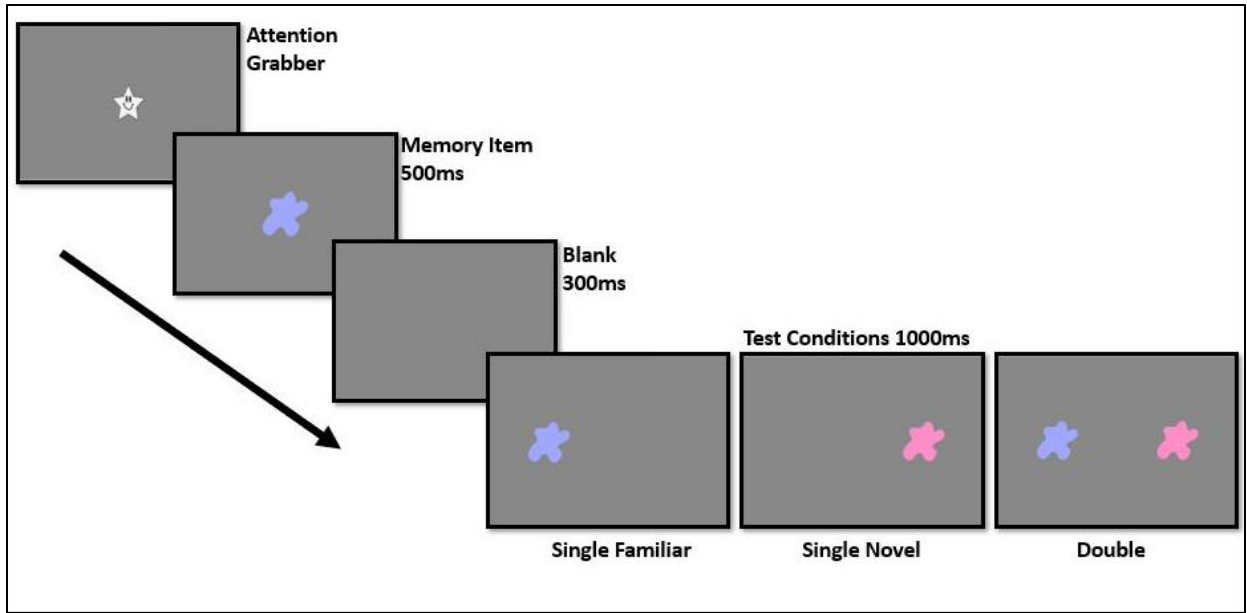 Attention
Grabber
Memory Item
500ms
Blank
300ms
Test Conditions 1000ms
Single Familiar
Single Novel
Double